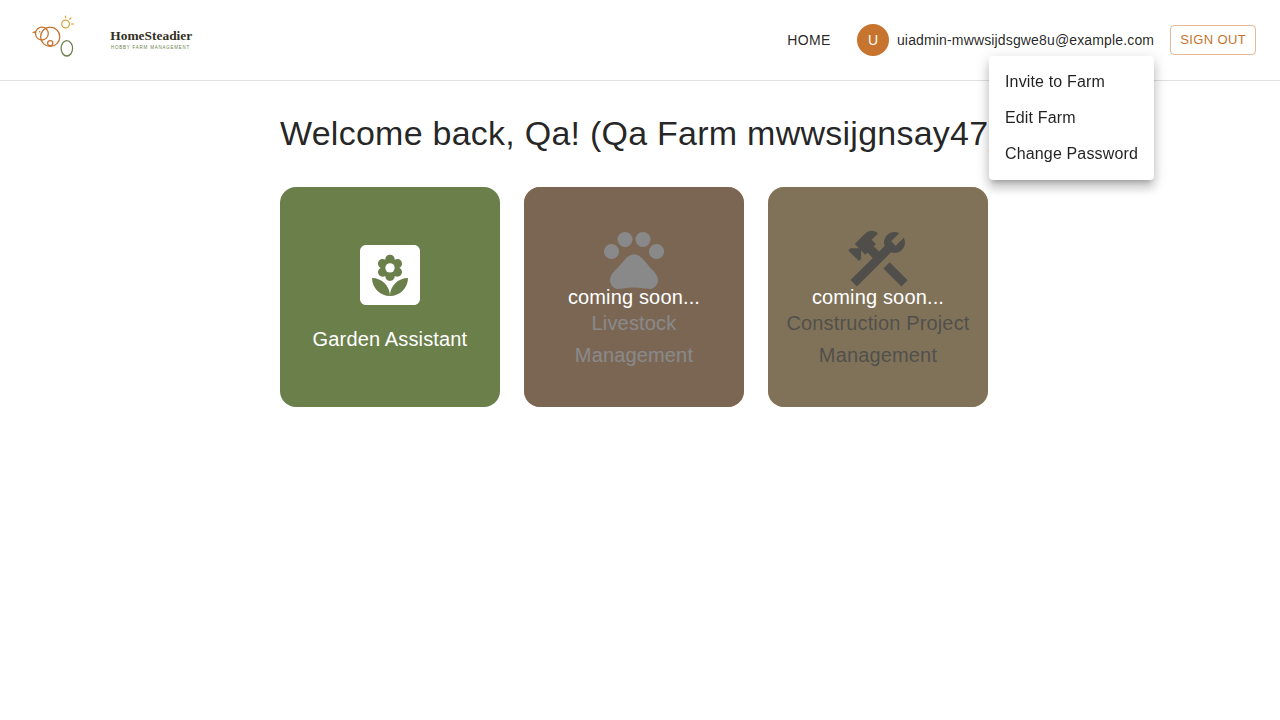 HomeSteadier
HOBBY FARM MANAGEMENT
HOME
U
uiadmin-mwwsijdsgwe8u@example.com
SIGN OUT
Invite to Farm
Edit Farm
Change Password
Welcome back, Qa! (Qa Farm mwwsijgnsay47
Garden Assistant
coming soon...
Livestock
Management
coming soon...
Construction Project
Management